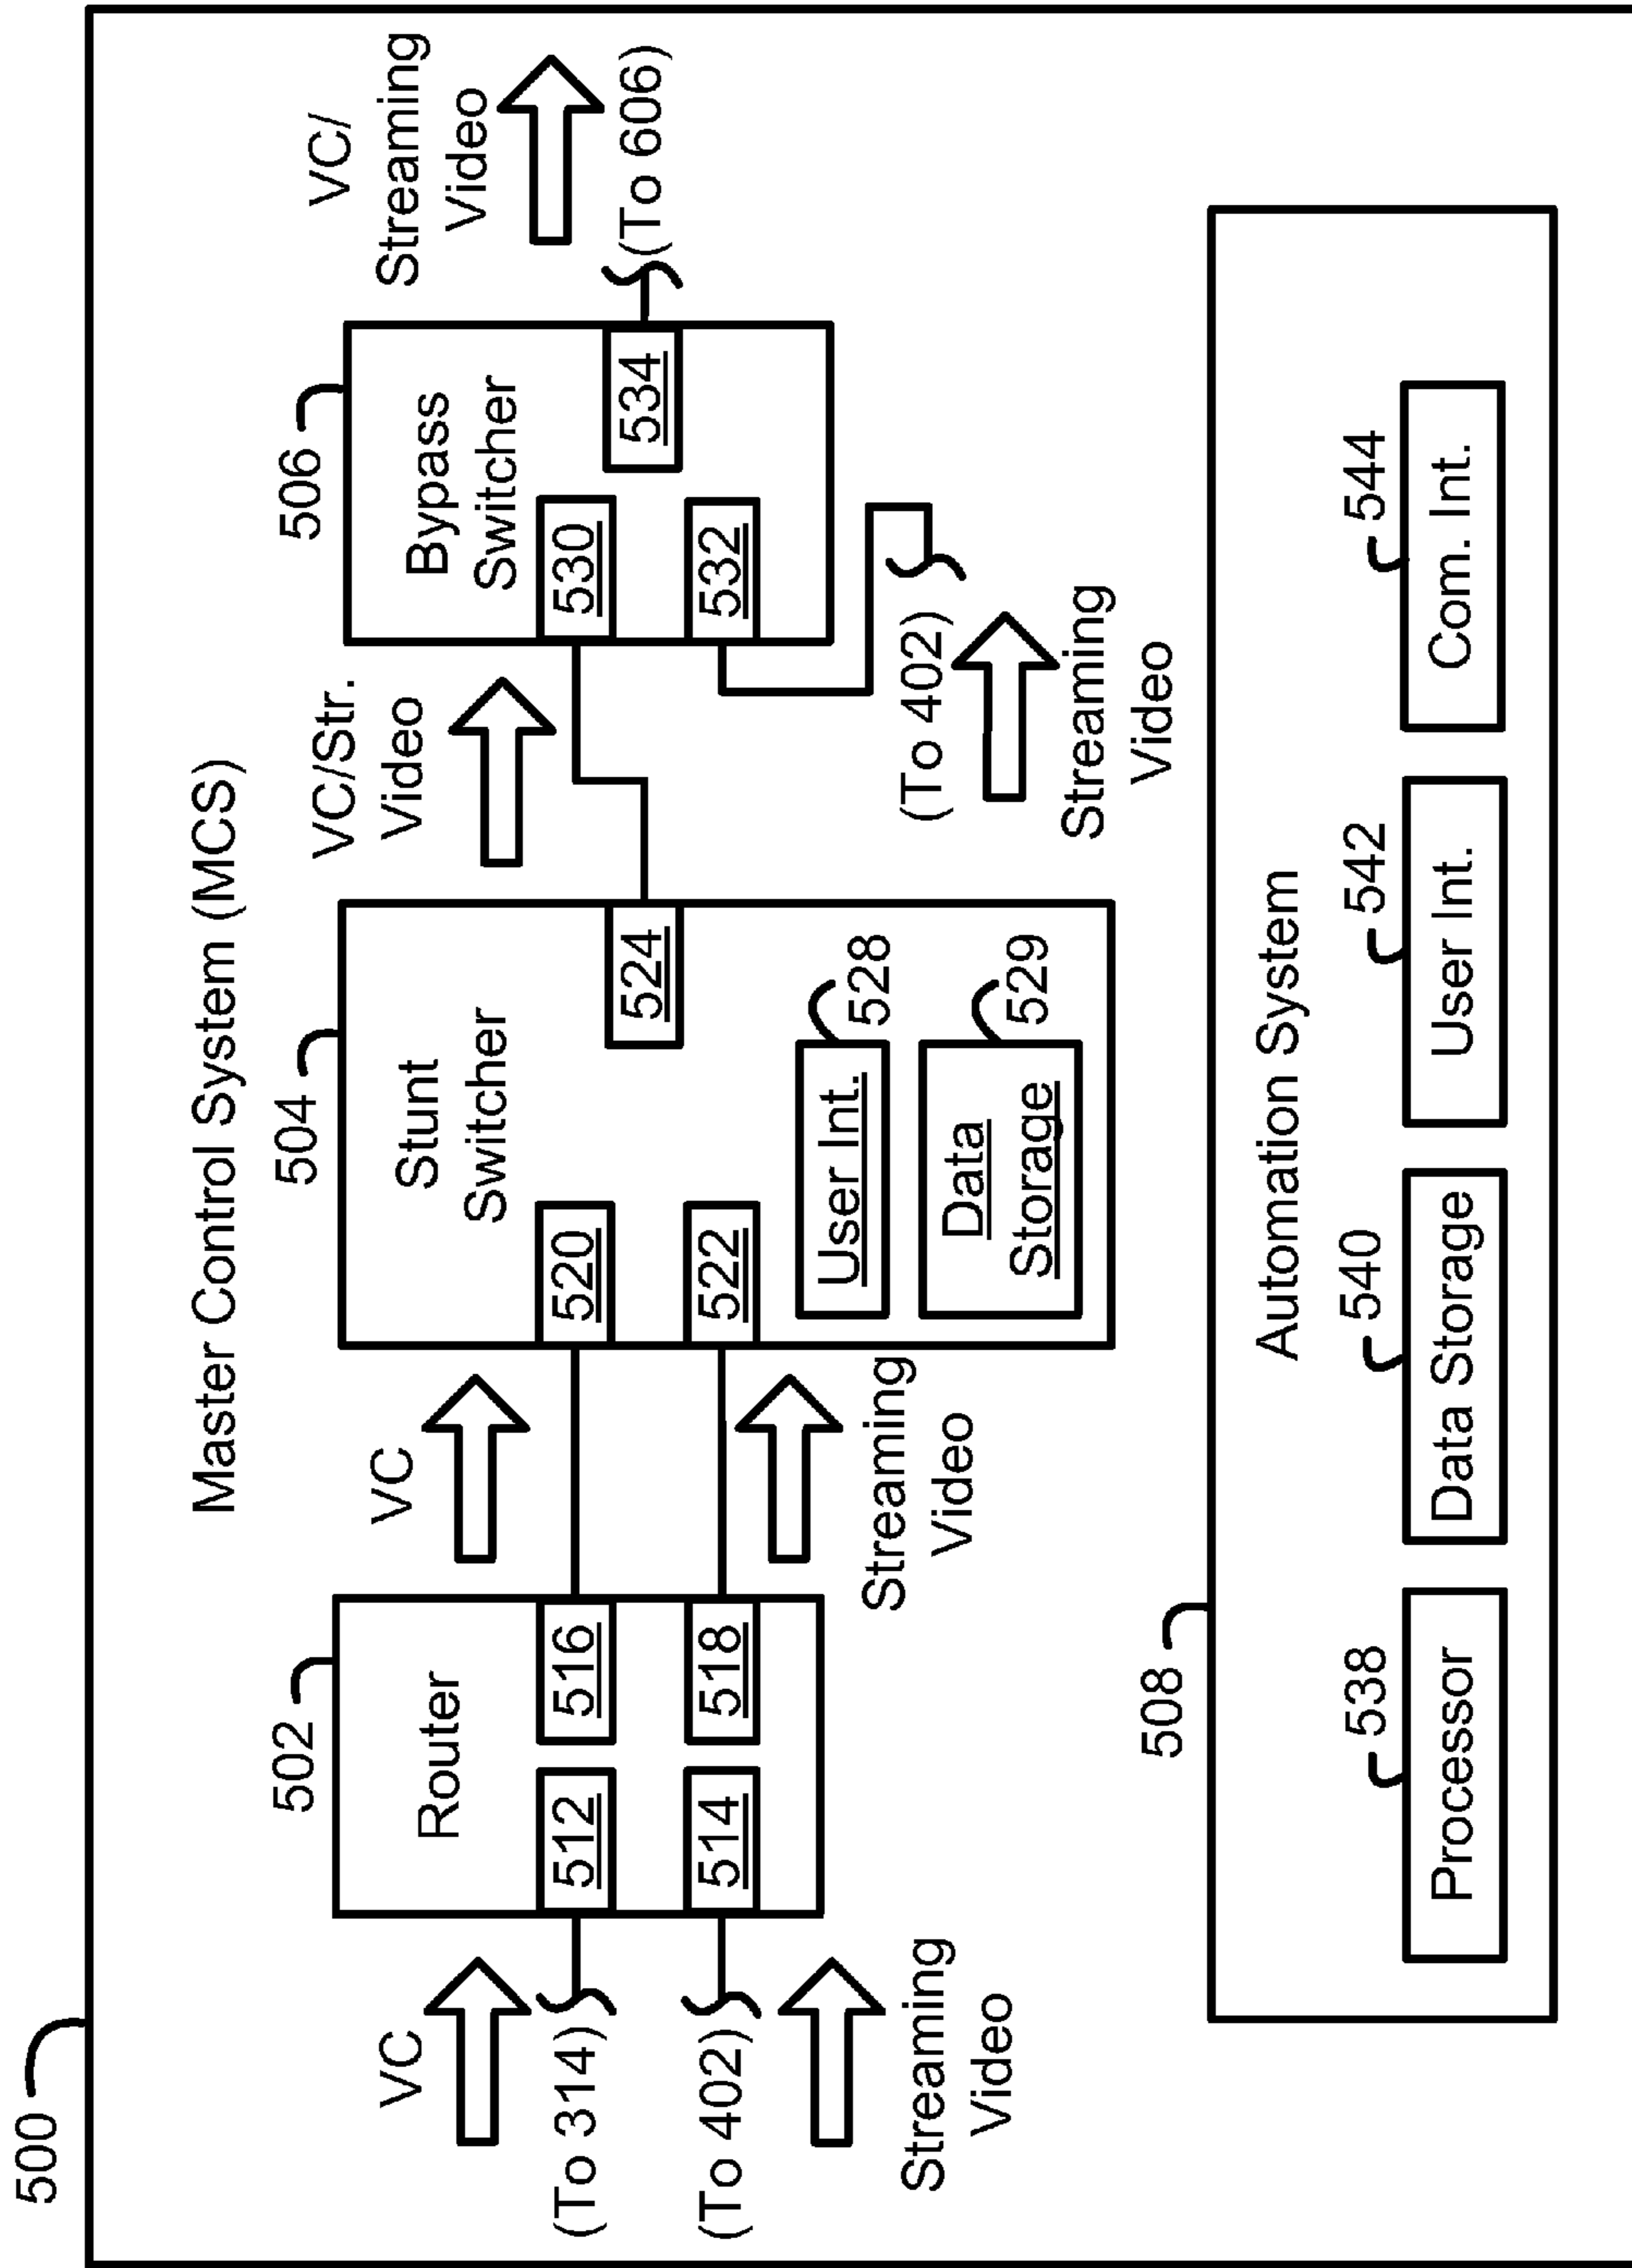 500
Master Control System (MCS)
502
Router
512
516
514
518
VC
(To 314)
(To 402)
Streaming
Video
VC
Streaming
Video
504
Stunt
Switcher
520
522
524
User Int.
528
Data
Storage
529
VC/Str.
Video
506
Bypass
Switcher
530
532
534
(To 402)
Streaming
Video
VC/
Streaming
Video
(To 606)
508
Automation System
538
Processor
540
Data Storage
542
User Int.
544
Com. Int.